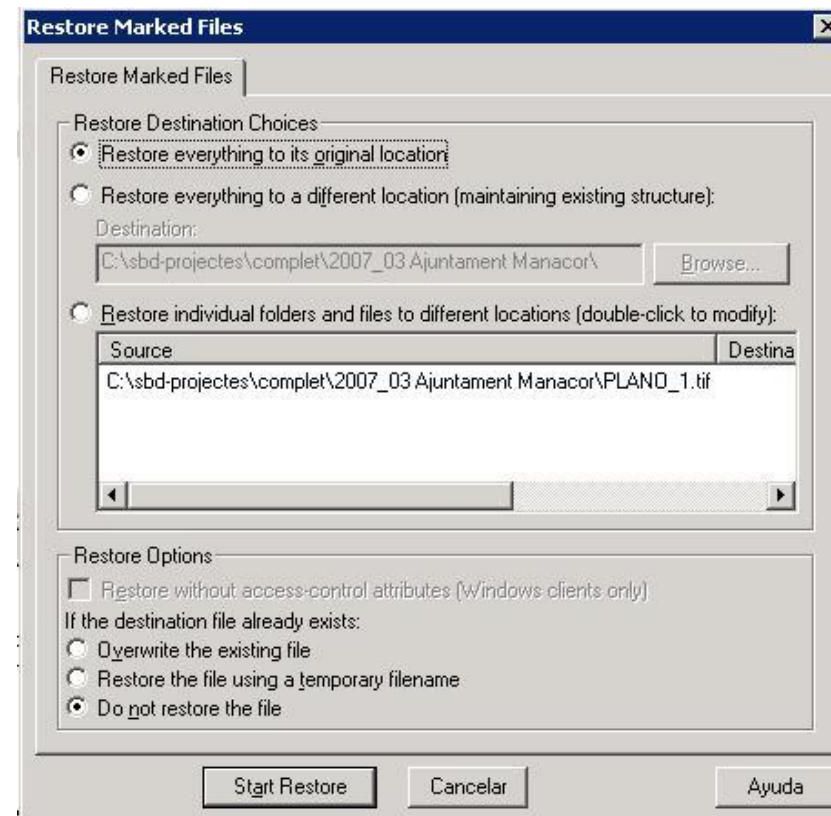 Restore Marked Files
Restore Marked Files
Restore Destination Choices
Restore everything to its original location
Restore everything to a different location (maintaining existing structure):
Destination:
C:\sbd-projectes\complet\2007_03 Ajuntament Manacor\ Browse...
Restore individual folders and files to different locations (double-click to modify):
Source Destina
C:\sbd-projectes\complet\2007_03 Ajuntament Manacor\PLANO_1.tif
Restore Options
Restore without access-control attributes (Windows clients only)
If the destination file already exists:
Overwrite the existing file
Restore the file using a temporary filename
Do not restore the file
Start Restore Cancelar Ayuda